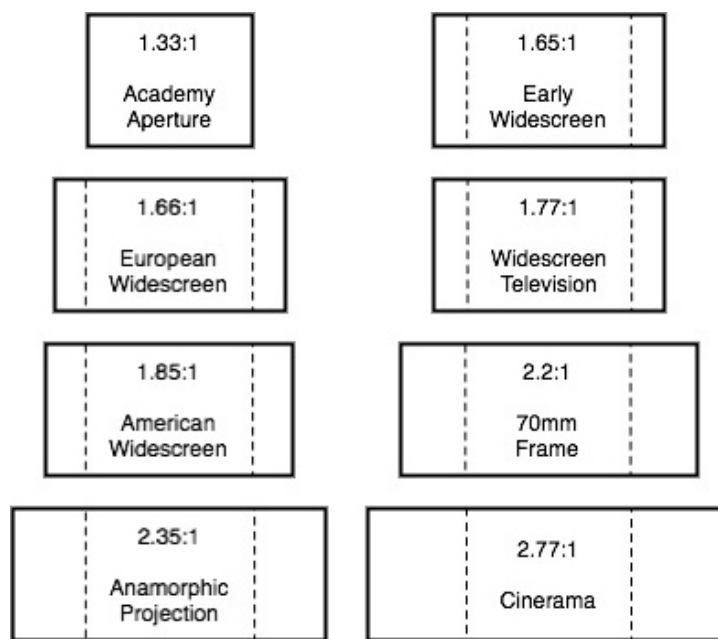 1.33:1
Academy
Aperture
1.65:1
Early
Widescreen
1.66:1
European
Widescreen
1.77:1
Widescreen
Television
1.85:1
American
Widescreen
2.2:1
70mm
Frame
2.35:1
Anamorphic
Projection
2.77:1
Cinerama